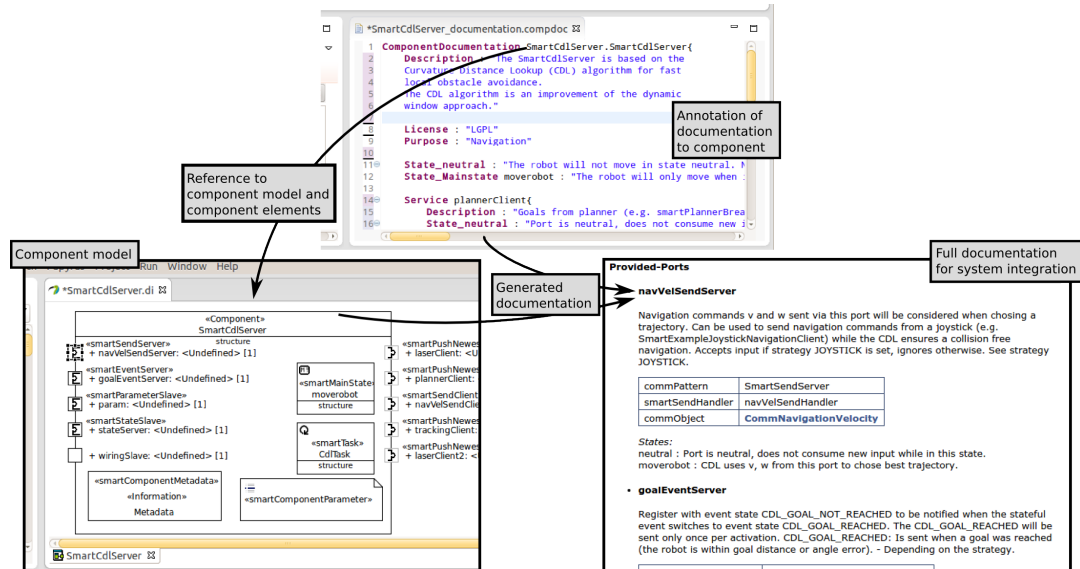 *SmartCdlServer_documentation.compdoc
1 ComponentDocumentation SmartCdlServer.SmartCdlServer{
2 Description : "The SmartCdlServer is based on the
3 Curvature Distance Lookup (CDL) algorithm for fast
4 local obstacle avoidance.
5 The CDL algorithm is an improvement of the dynamic
6 window approach."
7
8 License : "LGPL"
9 Purpose : "Navigation"
10
11 State_neutral : "The robot will not move in state neutral.
12 State_Mainstate moverobot : "The robot will only move when
13
14 Service plannerClient{
15 Description : "Goals from planner (e.g. smartPlannerBrea
16 State_neutral : "Port is neutral, does not consume new
Annotation of
documentation
to component
Reference to
component model and
component elements
Component model
Run Window Help
*SmartCdlServer.di
«Component»
SmartCdlServer
structure
«smartSendServer»
+ navVelSendServer: <Undefined> [1]
«smartEventServer»
+ goalEventServer: <Undefined> [1]
«smartParameterSlave»
+ param: <Undefined> [1]
«smartStateSlave»
+ stateServer: <Undefined> [1]
+ wiringSlave: <Undefined> [1]
«smartMainState»
moverobot
structure
«smartTask»
CdlTask
structure
«smartPushNewes
+ laserClient: <U
«smartPushNewes
+ plannerClient: <
«smartSendClient
+ navVelSendClie
«smartPushNewes
+ trackingClient:
«smartPushNewes
+ laserClient2: <U
«smartComponentMetadata»
«Information»
Metadata
«smartComponentParameter»
SmartCdlServer
Generated
documentation
Full documentation
for system integration
Provided-Ports
navVelSendServer
Navigation commands v and w sent via this port will be considered when chosing a
trajectory. Can be used to send navigation commands from a joystick (e.g.
SmartExampleJoystickNavigationClient) while the CDL ensures a collision free
navigation. Accepts input if strategy JOYSTICK is set, ignores otherwise. See strategy
JOYSTICK.
commPattern SmartSendServer
smartSendHandler navVelSendHandler
commObject CommNavigationVelocity
States:
neutral : Port is neutral, does not consume new input while in this state.
moverobot : CDL uses v, w from this port to chose best trajectory.
• goalEventServer
Register with event state CDL_GOAL_NOT_REACHED to be notified when the stateful
event switches to event state CDL_GOAL_REACHED. The CDL_GOAL_REACHED will be
sent only once per activation. CDL_GOAL_REACHED: Is sent when a goal was reached
(the robot is within goal distance or angle error). - Depending on the strategy.